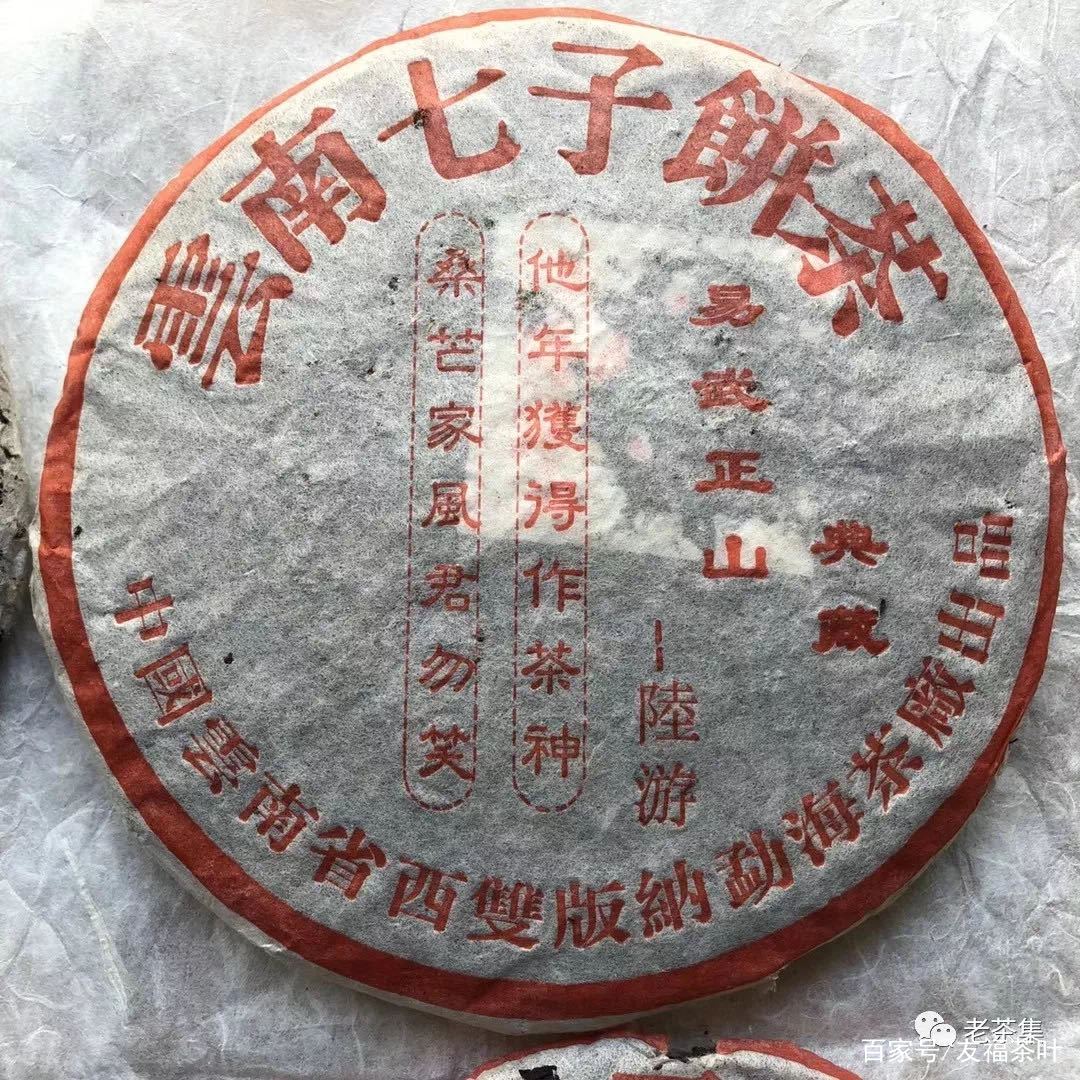 雲南七子餅茶
典藏
易武正山
桑芒家風君勿笑
他年獲得作茶神
—陸游
中國雲南省西雙版納勐海茶廠出品
老茶集
百家号/友福茶叶